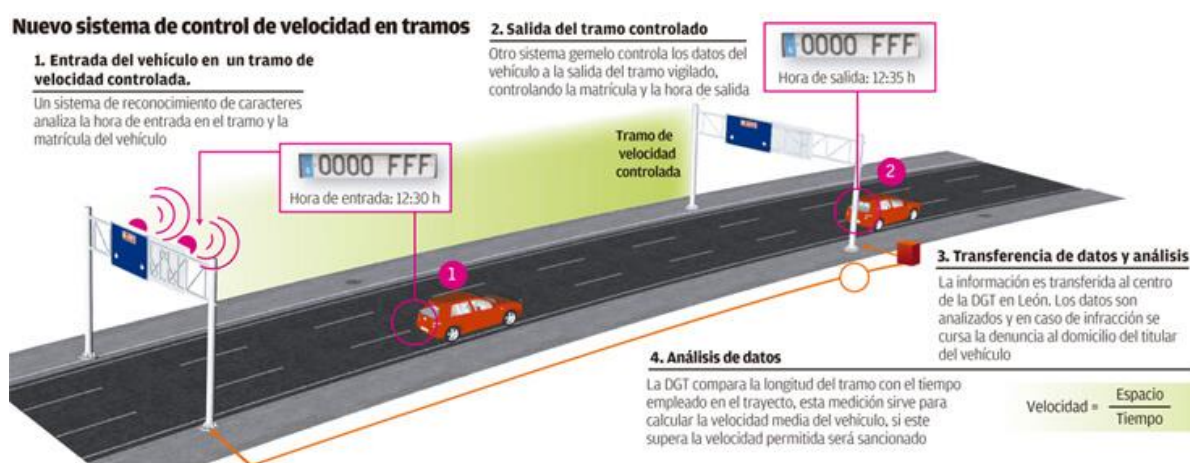 Nuevo sistema de control de velocidad en tramos
1. Entrada del vehículo en un tramo de
velocidad controlada.
Un sistema de reconocimiento de caracteres
analiza la hora de entrada en el tramo y la
matrícula del vehículo
0000 FFF
Hora de entrada: 12:30 h
1
2. Salida del tramo controlado
Otro sistema gemelo controla los datos del
vehículo a la salida del tramo vigilado,
controlando la matrícula y la hora de salida
0000 FFF
Hora de salida: 12:35 h
Tramo de
velocidad
controlada
2
3. Transferencia de datos y análisis
La información es transferida al centro
de la DGT en León. Los datos son
analizados y en caso de infracción se
cursa la denuncia al domicilio del titular
del vehículo
4. Análisis de datos
La DGT compara la longitud del tramo con el tiempo
empleado en el trayecto, esta medición sirve para
calcular la velocidad media del vehículo, si este
supera la velocidad permitida será sancionado
Velocidad = Espacio
Tiempo